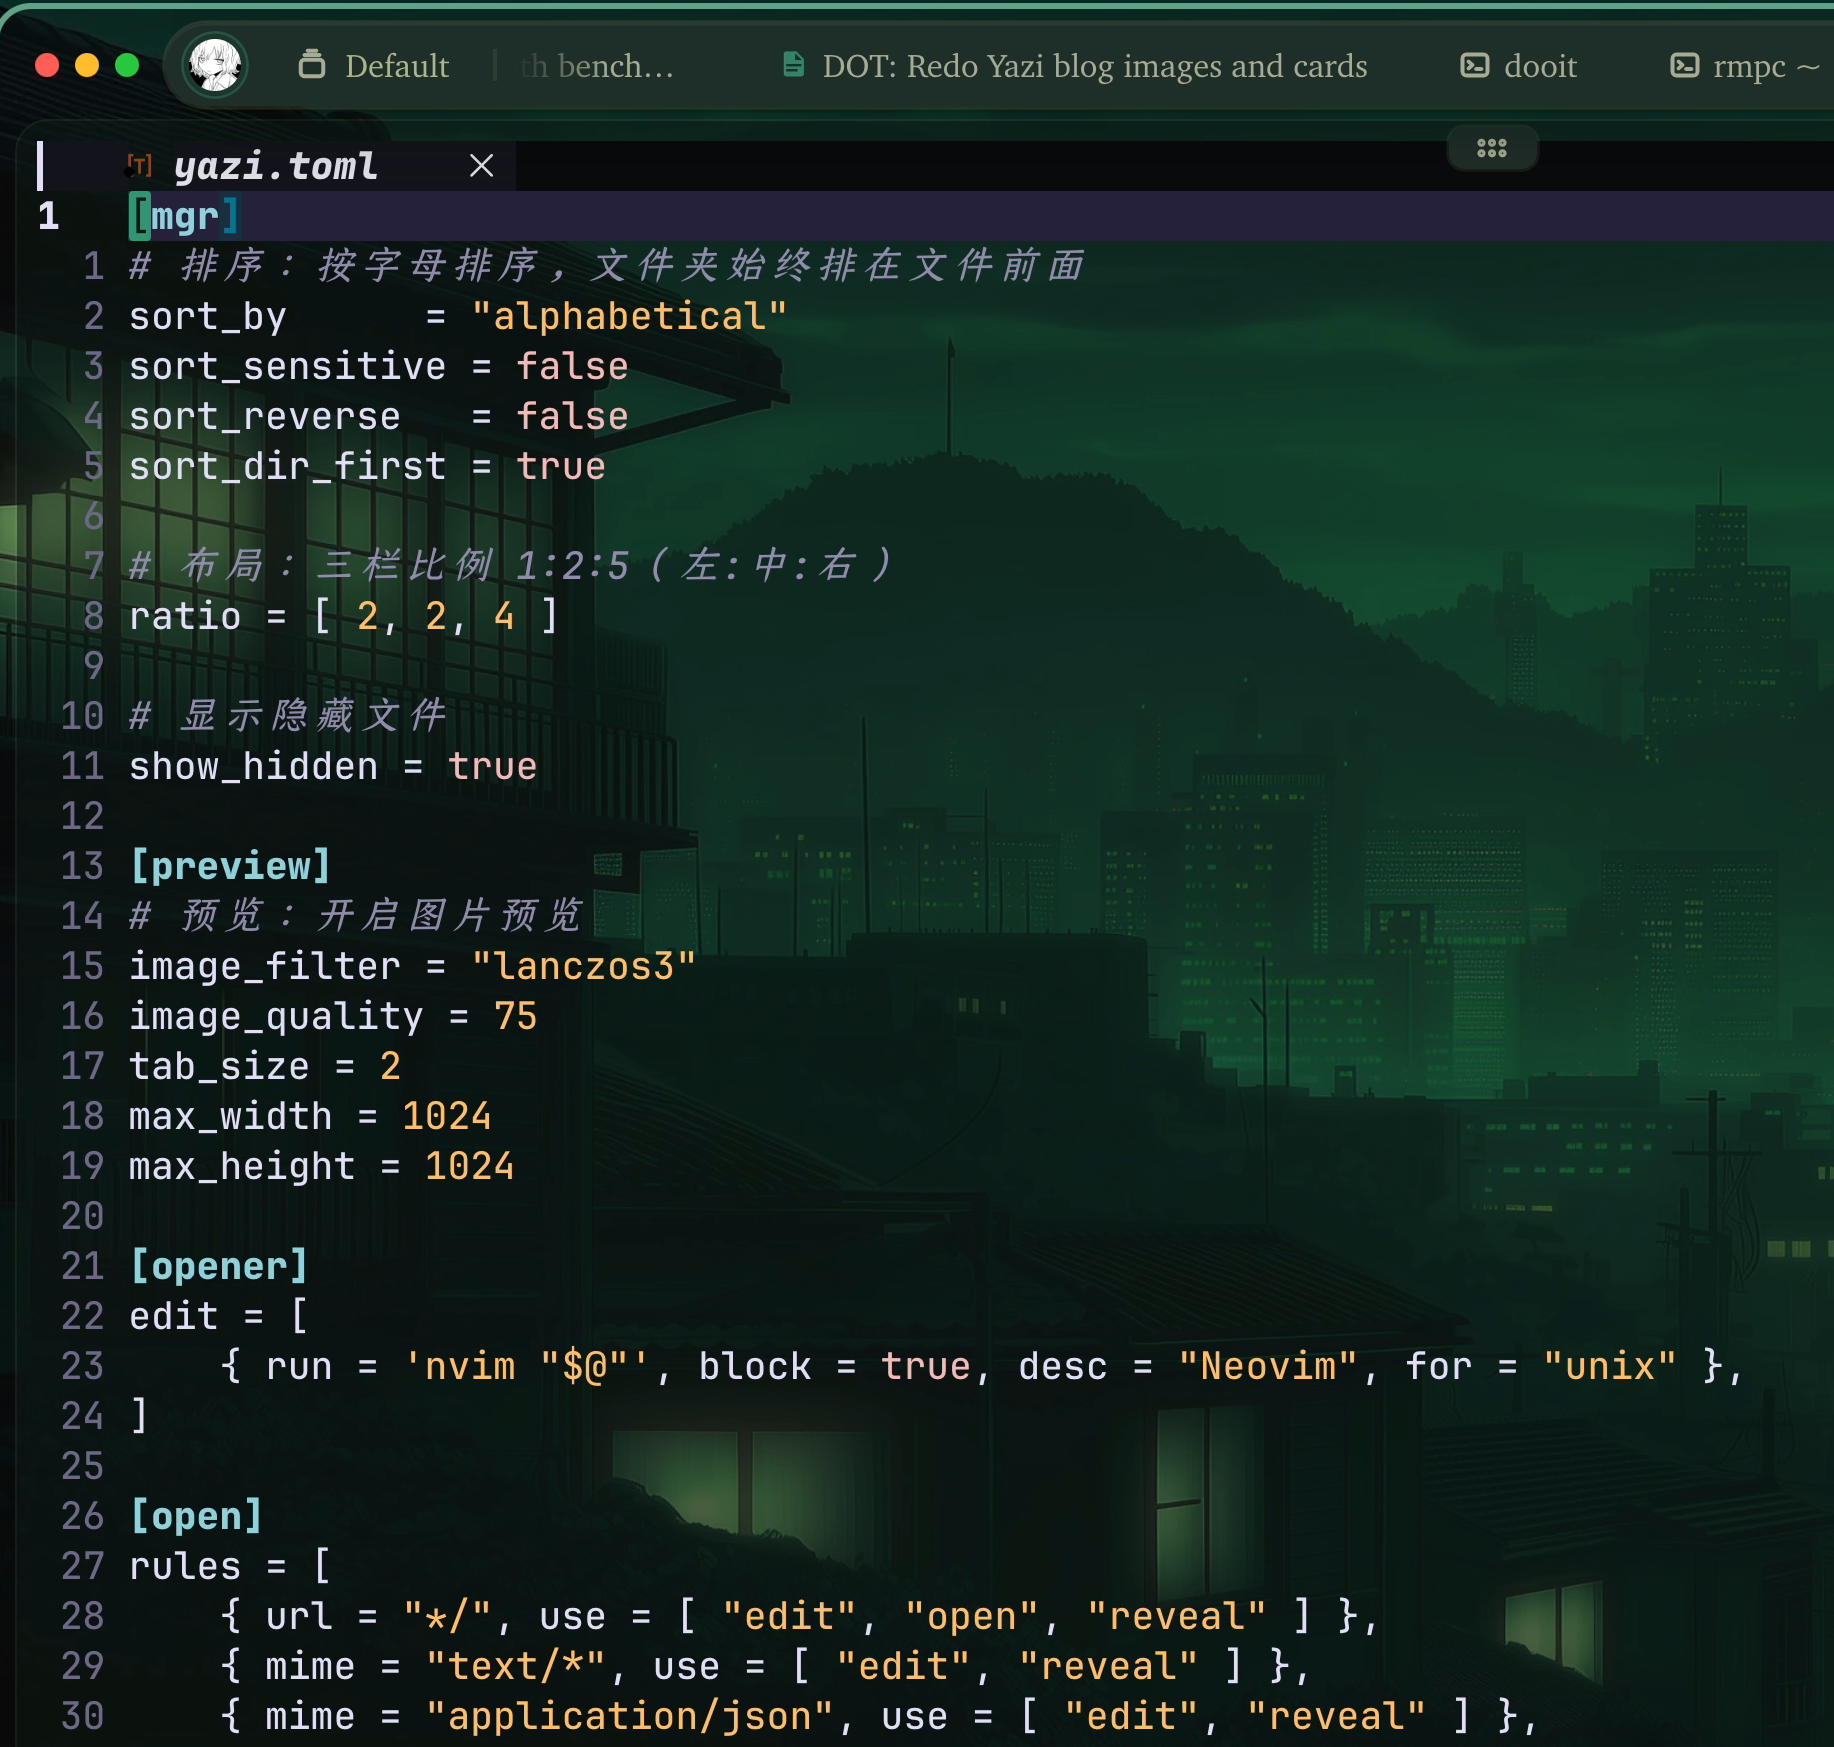 Default
th bench...
DOT: Redo Yazi blog images and cards
dooit
rmpc ~
[T] yazi.toml ×
1 [mgr]
1 # 排序：按字母排序，文件夹始终排在文件前面
2 sort_by      = "alphabetical"
3 sort_sensitive = false
4 sort_reverse   = false
5 sort_dir_first = true
6
7 # 布局：三栏比例 1:2:5（左:中:右）
8 ratio = [ 2, 2, 4 ]
9
10 # 显示隐藏文件
11 show_hidden = true
12
13 [preview]
14 # 预览：开启图片预览
15 image_filter = "lanczos3"
16 image_quality = 75
17 tab_size = 2
18 max_width = 1024
19 max_height = 1024
20
21 [opener]
22 edit = [
23     { run = 'nvim "$@"', block = true, desc = "Neovim", for = "unix" },
24 ]
25
26 [open]
27 rules = [
28     { url = "*/", use = [ "edit", "open", "reveal" ] },
29     { mime = "text/*", use = [ "edit", "reveal" ] },
30     { mime = "application/json", use = [ "edit", "reveal" ] },